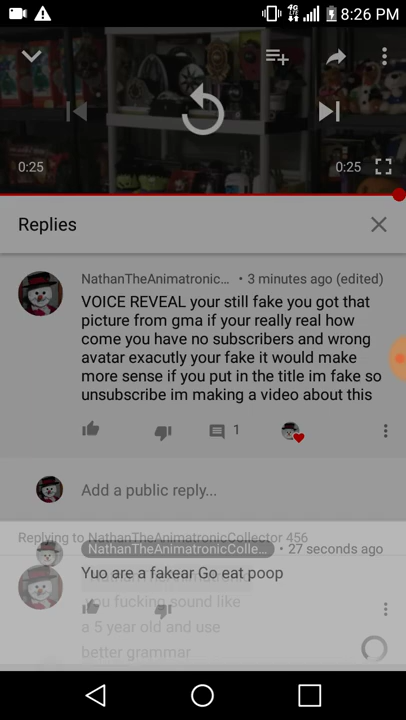 4G
8:26 PM
0:25
0:25
Replies
NathanTheAnimatronic... • 3 minutes ago (edited)
VOICE REVEAL your still fake you got that
picture from gma if your really real how
come you have no subscribers and wrong
avatar exacutly your fake it would make
more sense if you put in the title im fake so
unsubscribe im making a video about this
1
Add a public reply...
Replying to NathanTheAnimatronicCollector 456
NathanTheAnimatronicColle... • 27 seconds ago
Yuo are a fakear Go eat poop
you fucking sound like
a 5 year old and use
better grammar